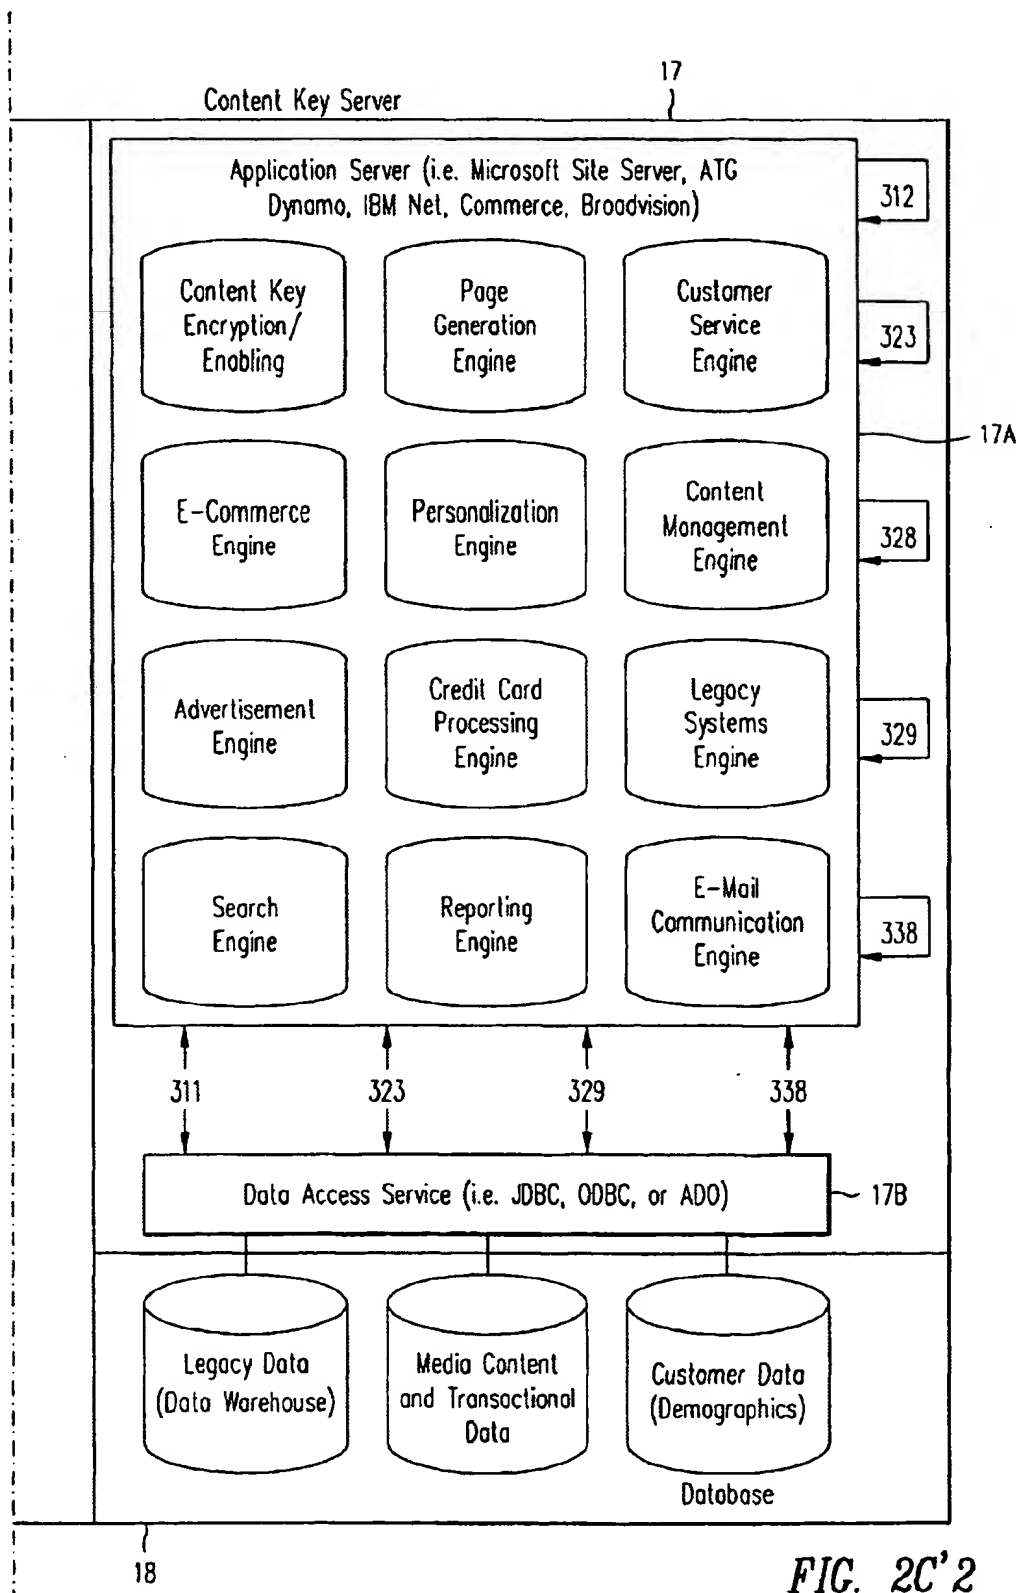 17
Content Key Server
Application Server (i.e. Microsoft Site Server, ATG
Dynamo, IBM Net, Commerce, Broadvision)
312
Content Key
Encryption/
Enabling
Page
Generation
Engine
Customer
Service
Engine
323
17A
E-Commerce
Engine
Personalization
Engine
Content
Management
Engine
328
Advertisement
Engine
Credit Card
Processing
Engine
Legacy
Systems
Engine
329
Search
Engine
Reporting
Engine
E-Mail
Communication
Engine
338
311
323
329
338
Data Access Service (i.e. JDBC, ODBC, or ADO)
17B
Legacy Data
(Data Warehouse)
Media Content
and Transactional
Data
Customer Data
(Demographics)
Database
18
FIG. 2C'2